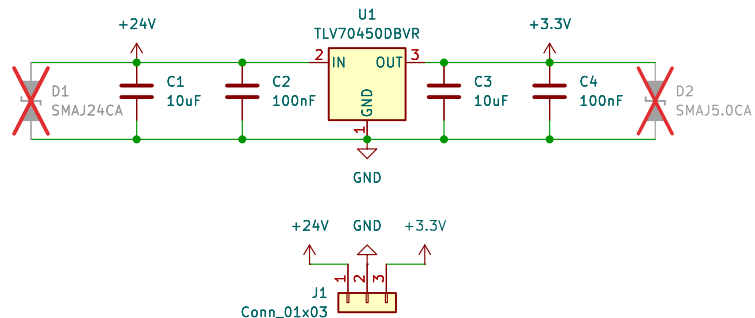 +24V
U1
TLV70450DBVR
+3.3V
2
IN
OUT
3
D1
SMAJ24CA
C1
10uF
C2
100nF
GND
1
C3
10uF
C4
100nF
D2
SMAJ5.0CA
GND
+24V
GND
+3.3V
1
2
3
J1
Conn_01x03